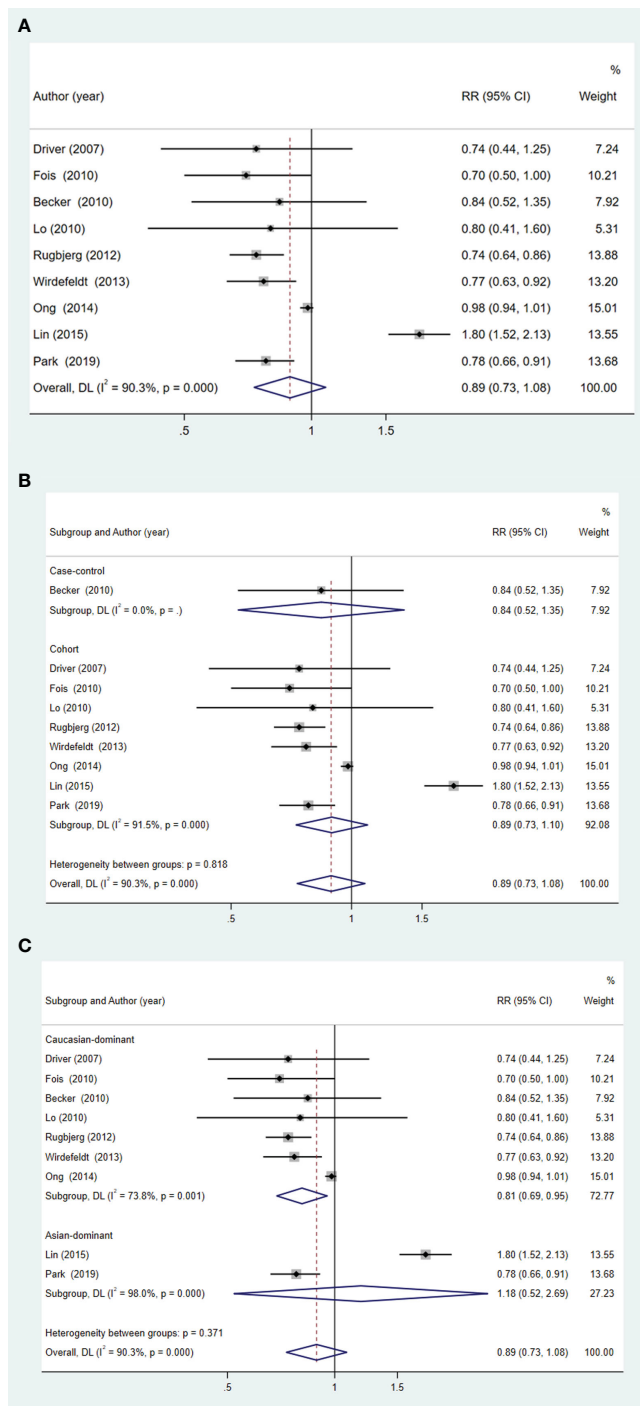 A
%
Author (year) RR (95% CI) Weight
Driver (2007) 0.74 (0.44, 1.25) 7.24
Fois (2010) 0.70 (0.50, 1.00) 10.21
Becker (2010) 0.84 (0.52, 1.35) 7.92
Lo (2010) 0.80 (0.41, 1.60) 5.31
Rugbjerg (2012) 0.74 (0.64, 0.86) 13.88
Wirdefeldt (2013) 0.77 (0.63, 0.92) 13.20
Ong (2014) 0.98 (0.94, 1.01) 15.01
Lin (2015) 1.80 (1.52, 2.13) 13.55
Park (2019) 0.78 (0.66, 0.91) 13.68
Overall, DL (I² = 90.3%, p = 0.000) 0.89 (0.73, 1.08) 100.00
.5 1 1.5
B
%
Subgroup and Author (year) RR (95% CI) Weight
Case-control
Becker (2010) 0.84 (0.52, 1.35) 7.92
Subgroup, DL (I² = 0.0%, p = .) 0.84 (0.52, 1.35) 7.92
Cohort
Driver (2007) 0.74 (0.44, 1.25) 7.24
Fois (2010) 0.70 (0.50, 1.00) 10.21
Lo (2010) 0.80 (0.41, 1.60) 5.31
Rugbjerg (2012) 0.74 (0.64, 0.86) 13.88
Wirdefeldt (2013) 0.77 (0.63, 0.92) 13.20
Ong (2014) 0.98 (0.94, 1.01) 15.01
Lin (2015) 1.80 (1.52, 2.13) 13.55
Park (2019) 0.78 (0.66, 0.91) 13.68
Subgroup, DL (I² = 91.5%, p = 0.000) 0.89 (0.73, 1.10) 92.08
Heterogeneity between groups: p = 0.818
Overall, DL (I² = 90.3%, p = 0.000) 0.89 (0.73, 1.08) 100.00
.5 1 1.5
C
%
Subgroup and Author (year) RR (95% CI) Weight
Caucasian-dominant
Driver (2007) 0.74 (0.44, 1.25) 7.24
Fois (2010) 0.70 (0.50, 1.00) 10.21
Becker (2010) 0.84 (0.52, 1.35) 7.92
Lo (2010) 0.80 (0.41, 1.60) 5.31
Rugbjerg (2012) 0.74 (0.64, 0.86) 13.88
Wirdefeldt (2013) 0.77 (0.63, 0.92) 13.20
Ong (2014) 0.98 (0.94, 1.01) 15.01
Subgroup, DL (I² = 73.8%, p = 0.001) 0.81 (0.69, 0.95) 72.77
Asian-dominant
Lin (2015) 1.80 (1.52, 2.13) 13.55
Park (2019) 0.78 (0.66, 0.91) 13.68
Subgroup, DL (I² = 98.0%, p = 0.000) 1.18 (0.52, 2.69) 27.23
Heterogeneity between groups: p = 0.371
Overall, DL (I² = 90.3%, p = 0.000) 0.89 (0.73, 1.08) 100.00
.5 1 1.5